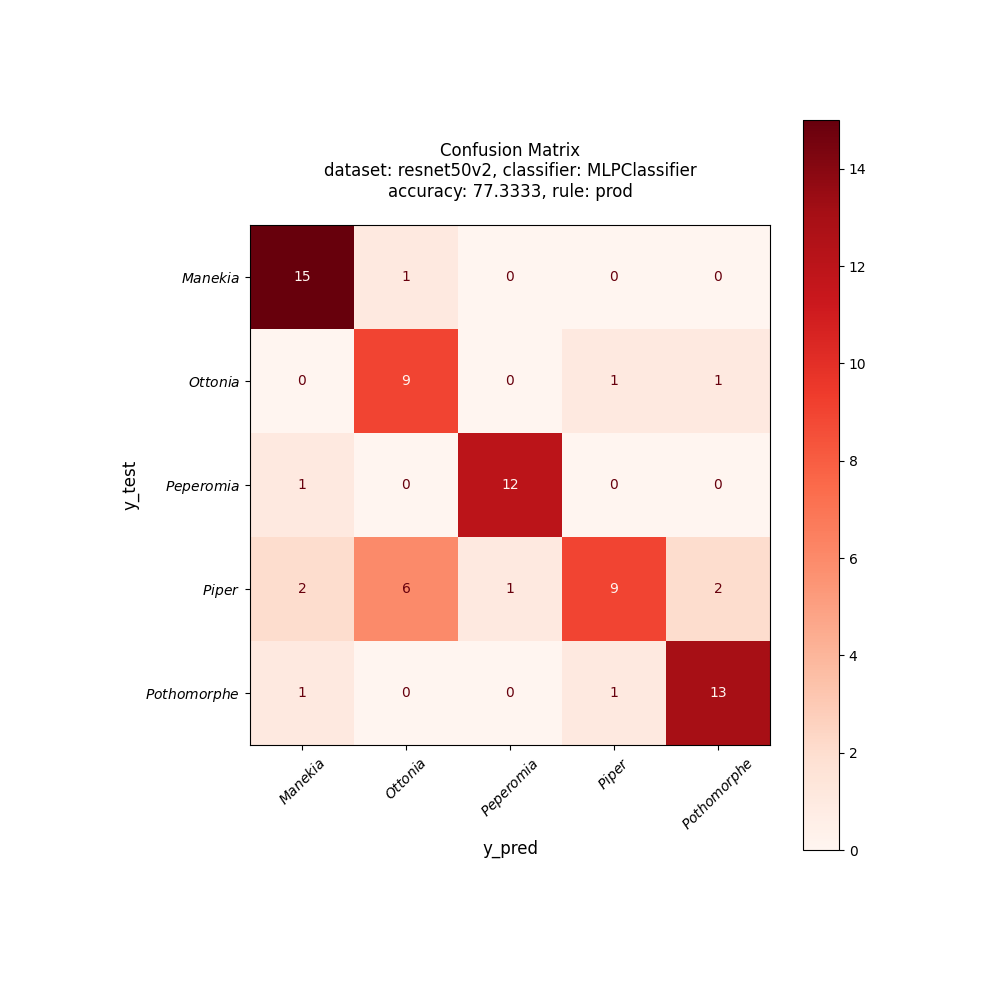 Confusion Matrix
dataset: resnet50v2, classifier: MLPClassifier
accuracy: 77.3333, rule: prod
y_test
Manekia 15 1 0 0 0
Ottonia 0 9 0 1 1
Peperomia 1 0 12 0 0
Piper 2 6 1 9 2
Pothomorphe 1 0 0 1 13
Manekia Ottonia Peperomia Piper Pothomorphe
y_pred
14
12
10
8
6
4
2
0